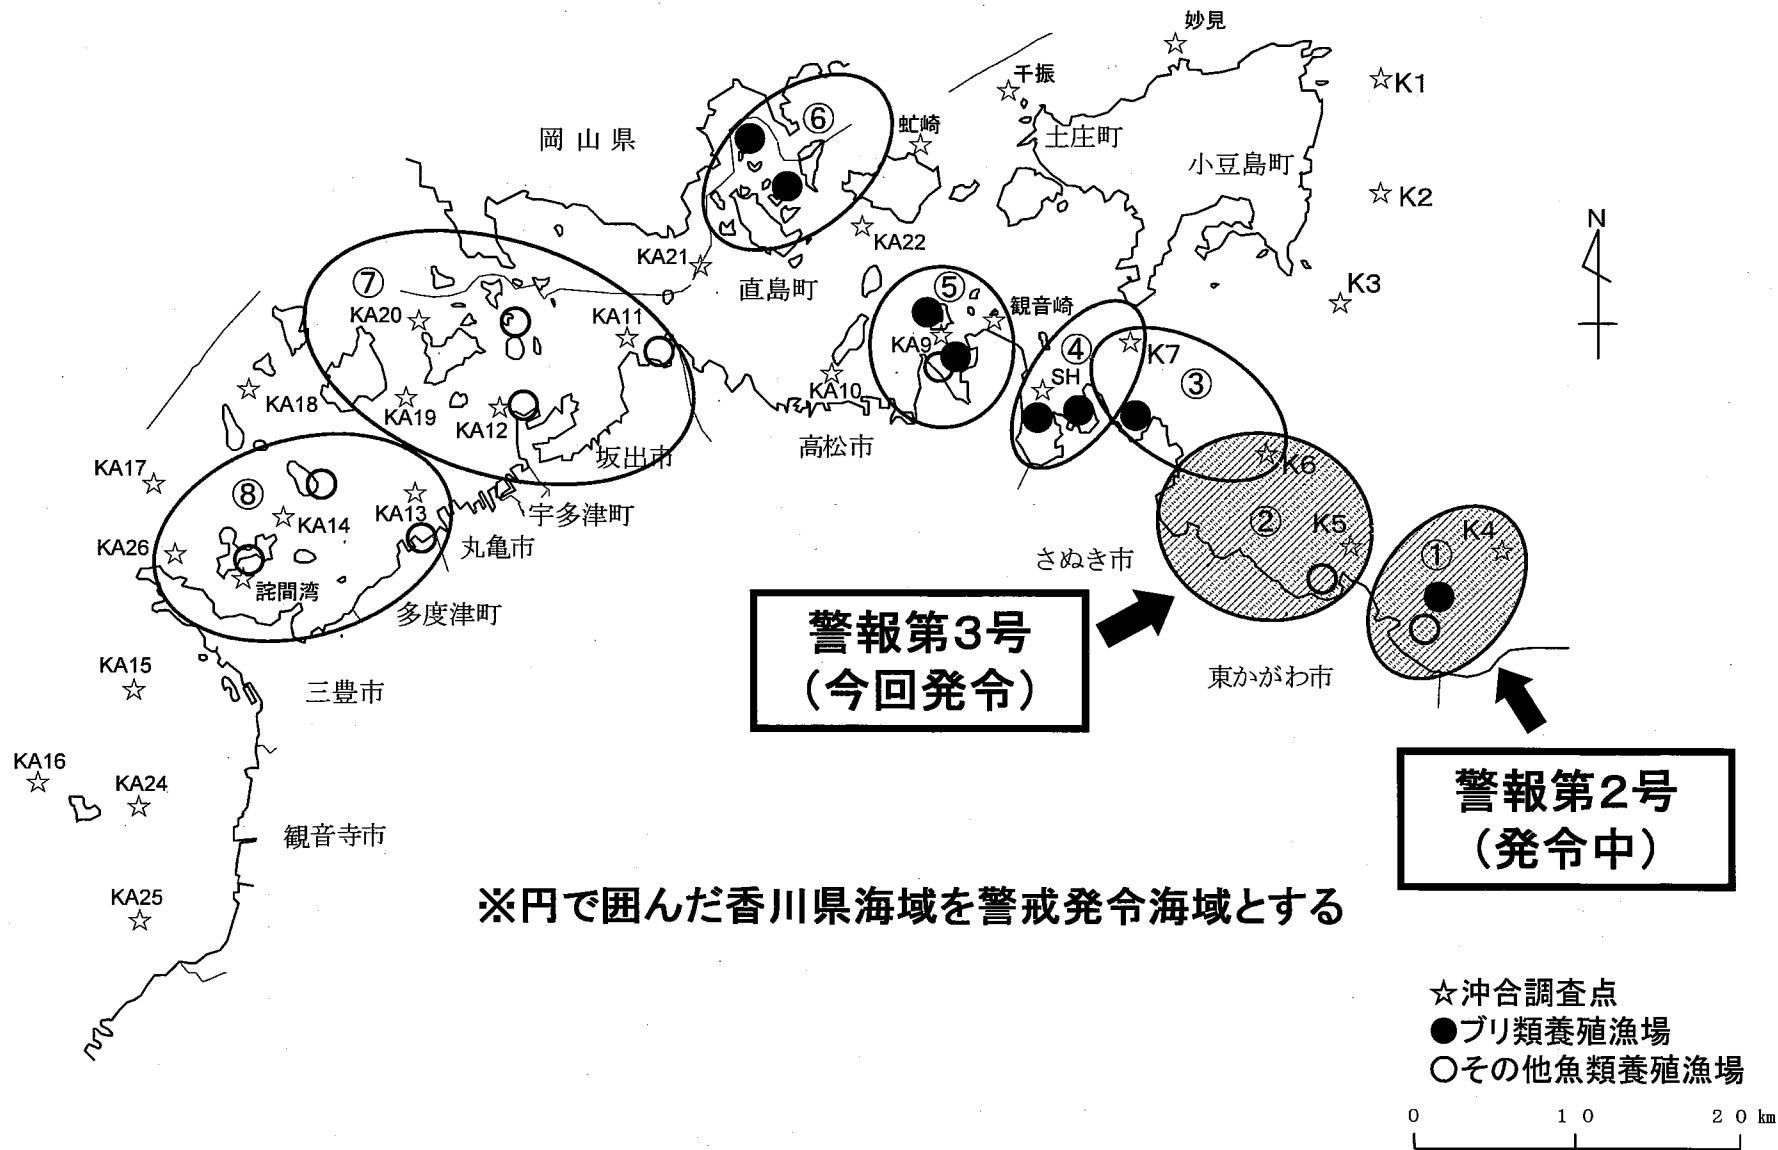 妙見
千振
K1
⑥
虻崎
岡山県
土庄町
小豆島町
K2
KA22
KA21
直島町
N
⑦
⑤
K3
KA20
KA11
観音崎
KA9
④
K7
③
SH
KA10
KA18
KA19
KA12
高松市
坂出市
KA17
K6
⑧
KA14
KA13
宇多津町
②
K5
K4
KA26
丸亀市
さぬき市
①
詫間湾
多度津町
警報第3号
(今回発令)
KA15
三豊市
東かがわ市
KA16
KA24
警報第2号
(発令中)
観音寺市
KA25
※円で囲んだ香川県海域を警戒発令海域とする
☆沖合調査点
●ブリ類養殖漁場
○その他魚類養殖漁場
0 10 20km